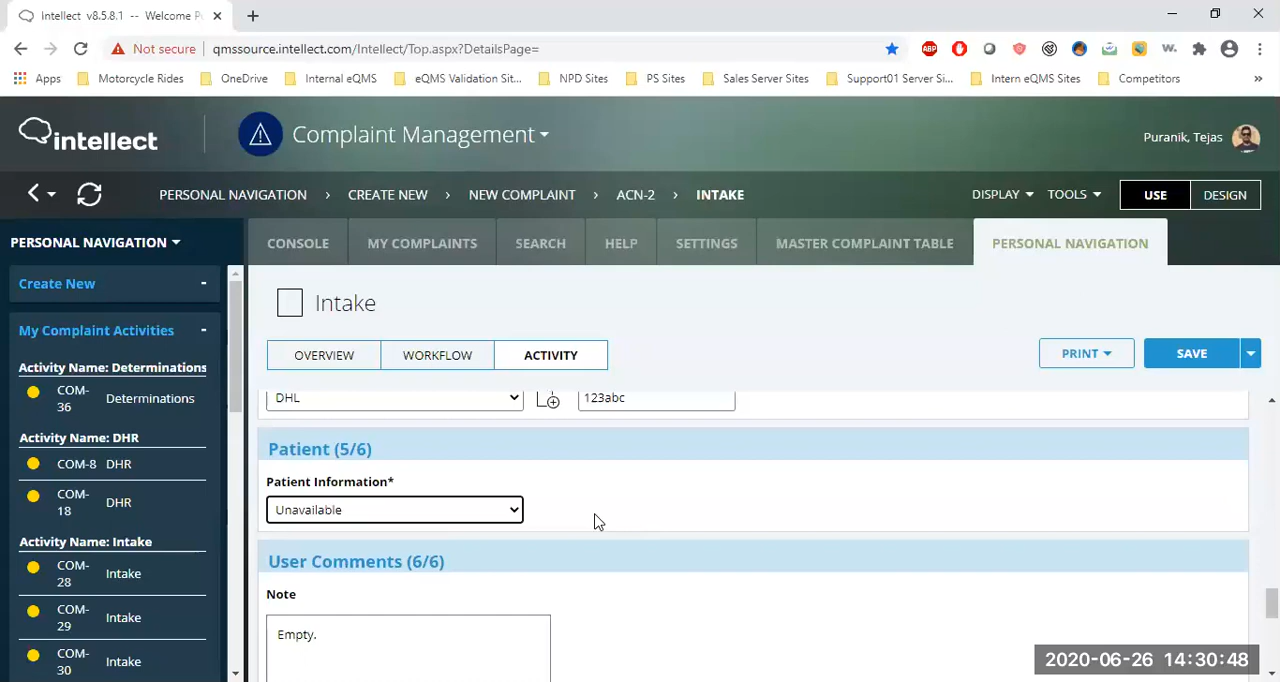 Intellect v8.5.8.1 -- Welcome P
Not secure qmssource.intellect.com/Intellect/Top.aspx?DetailsPage=
ABP W.
Apps Motorcycle Rides OneDrive Internal eQMS eQMS Validation Sit... NPD Sites PS Sites Sales Server Sites Support01 Server Si... Intern eQMS Sites Competitors »
intellect Complaint Management Puranik, Tejas
PERSONAL NAVIGATION › CREATE NEW › NEW COMPLAINT › ACN-2 › INTAKE DISPLAY TOOLS USE DESIGN
PERSONAL NAVIGATION CONSOLE MY COMPLAINTS SEARCH HELP SETTINGS MASTER COMPLAINT TABLE PERSONAL NAVIGATION
Create New -
My Complaint Activities -
Activity Name: Determinations
COM-36 Determinations
Activity Name: DHR
COM-8 DHR
COM-18 DHR
Activity Name: Intake
COM-28 Intake
COM-29 Intake
COM-30 Intake
Intake
OVERVIEW WORKFLOW ACTIVITY PRINT SAVE
DHL 123abc
Patient (5/6)
Patient Information*
Unavailable
User Comments (6/6)
Note
Empty.
2020-06-26 14:30:48